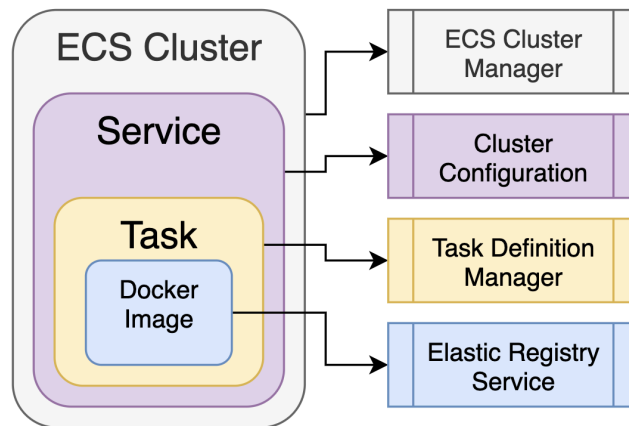 ECS Cluster
Service
Task
Docker
Image
ECS Cluster
Manager
Cluster
Configuration
Task Definition
Manager
Elastic Registry
Service